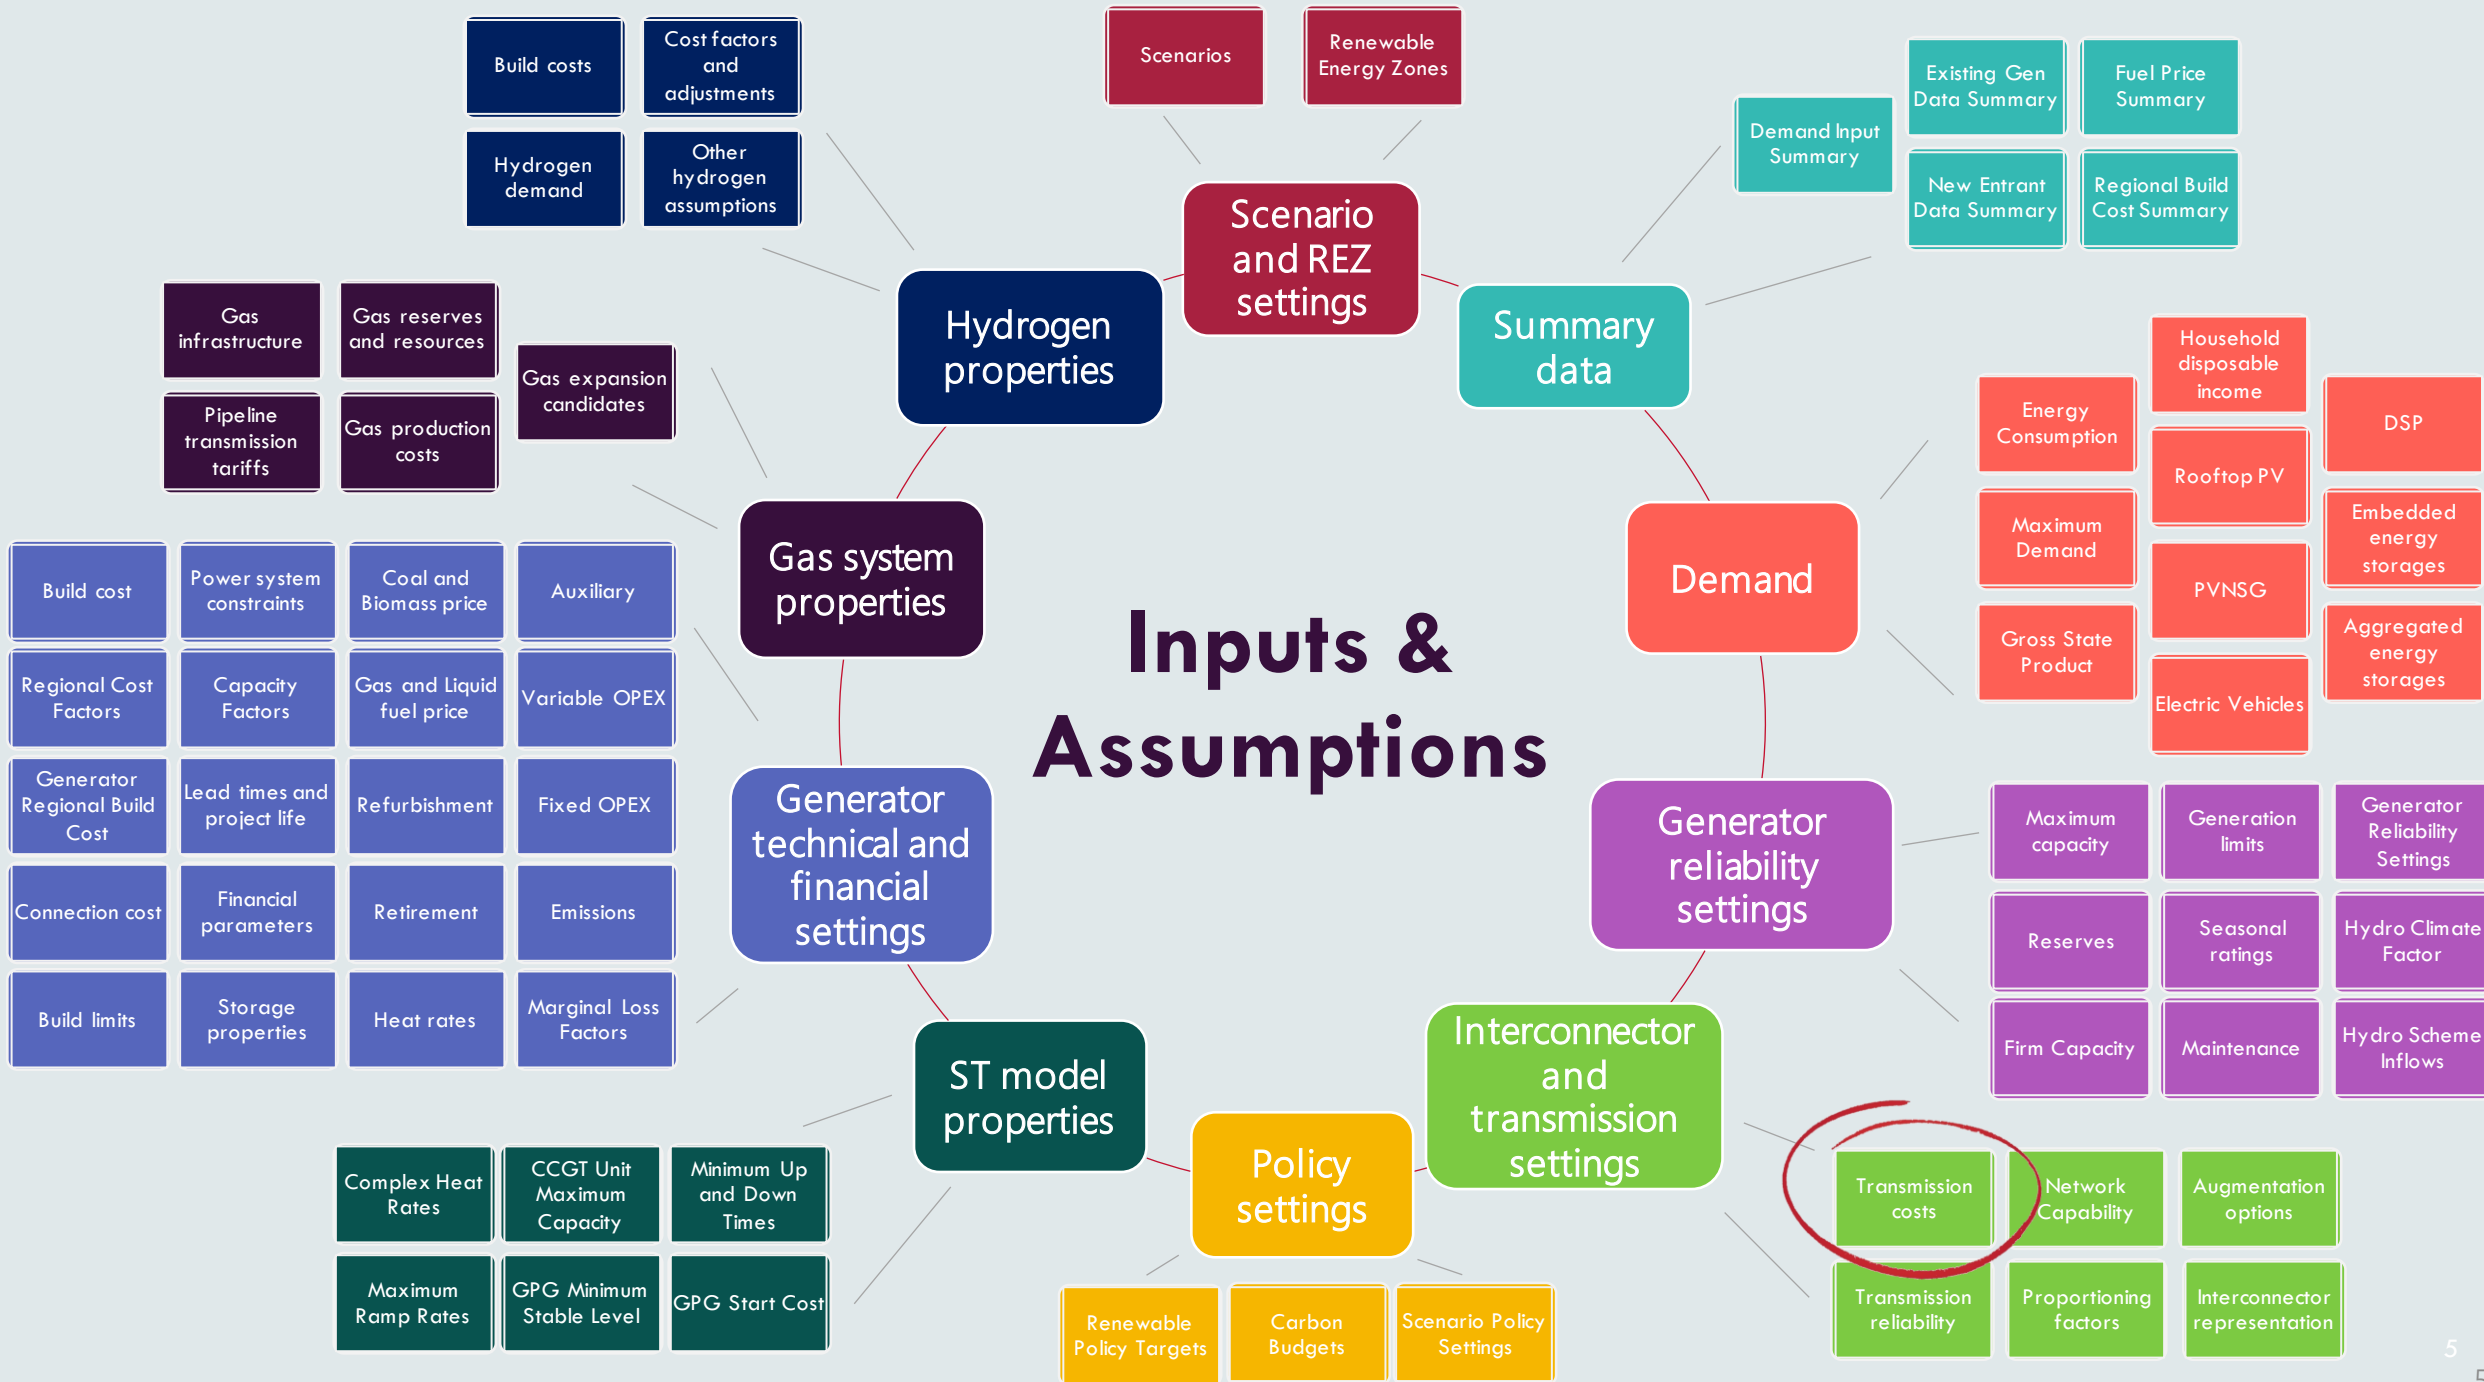 Build costs
Cost factors
and
adjustments
Hydrogen
demand
Other
hydrogen
assumptions
Scenarios
Renewable
Energy Zones
Demand Input
Summary
Existing Gen
Data Summary
Fuel Price
Summary
New Entrant
Data Summary
Regional Build
Cost Summary
Scenario
and REZ
settings
Hydrogen
properties
Summary
data
Gas
infrastructure
Gas reserves
and resources
Gas expansion
candidates
Pipeline
transmission
tariffs
Gas production
costs
Gas system
properties
Demand
Energy
Consumption
Household
disposable
income
DSP
Rooftop PV
Maximum
Demand
Embedded
energy
storages
PVNSG
Gross State
Product
Aggregated
energy
storages
Electric Vehicles
Inputs &
Assumptions
Build cost
Power system
constraints
Coal and
Biomass price
Auxiliary
Regional Cost
Factors
Capacity
Factors
Gas and Liquid
fuel price
Variable OPEX
Generator
Regional Build
Cost
Lead times and
project life
Refurbishment
Fixed OPEX
Connection cost
Financial
parameters
Retirement
Emissions
Build limits
Storage
properties
Heat rates
Marginal Loss
Factors
Generator
technical and
financial
settings
Generator
reliability
settings
Maximum
capacity
Generation
limits
Generator
Reliability
Settings
Reserves
Seasonal
ratings
Hydro Climate
Factor
Firm Capacity
Maintenance
Hydro Scheme
Inflows
ST model
properties
Policy
settings
Interconnector
and
transmission
settings
Complex Heat
Rates
CCGT Unit
Maximum
Capacity
Minimum Up
and Down
Times
Maximum
Ramp Rates
GPG Minimum
Stable Level
GPG Start Cost
Renewable
Policy Targets
Carbon
Budgets
Scenario Policy
Settings
Transmission
costs
Network
Capability
Augmentation
options
Transmission
reliability
Proportioning
factors
Interconnector
representation
5